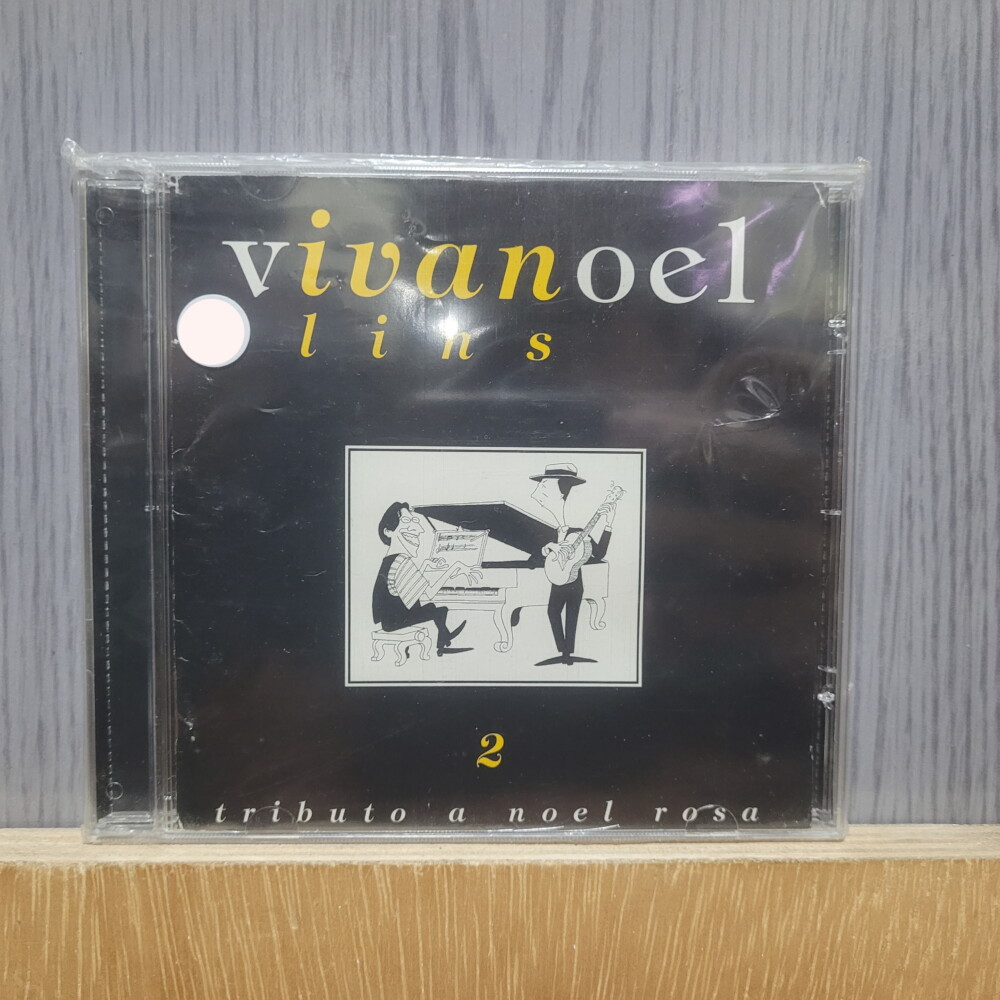 vivanoel
lins
2
tributo a noel rosa